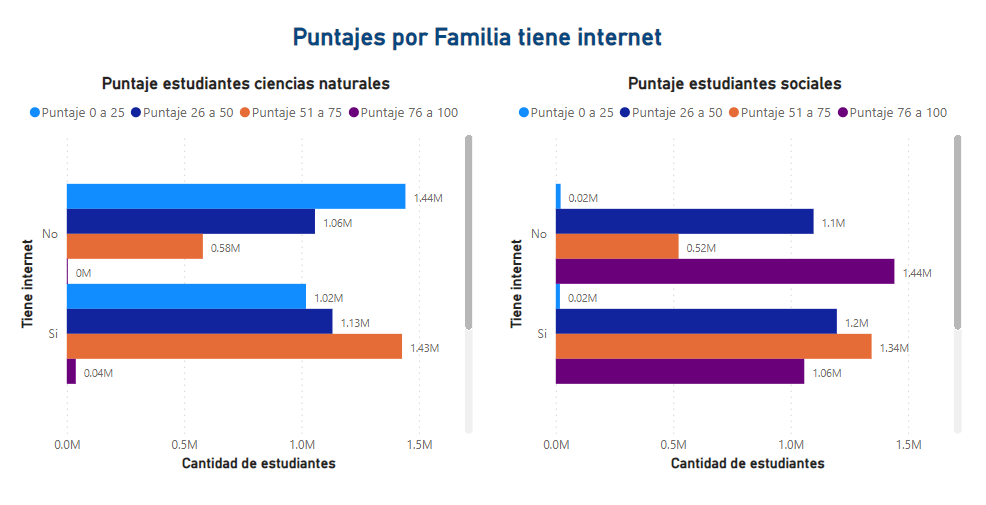 Puntajes por Familia tiene internet
Puntaje estudiantes ciencias naturales
Puntaje 0 a 25 Puntaje 26 a 50 Puntaje 51 a 75 Puntaje 76 a 100
Tiene internet
No
Si
1.44M
1.06M
0.58M
0M
1.02M
1.13M
1.43M
0.04M
0.0M 0.5M 1.0M 1.5M
Cantidad de estudiantes
Puntaje estudiantes sociales
Puntaje 0 a 25 Puntaje 26 a 50 Puntaje 51 a 75 Puntaje 76 a 100
Tiene internet
No
Si
0.02M
1.1M
0.52M
1.44M
0.02M
1.2M
1.34M
1.06M
0.0M 0.5M 1.0M 1.5M
Cantidad de estudiantes